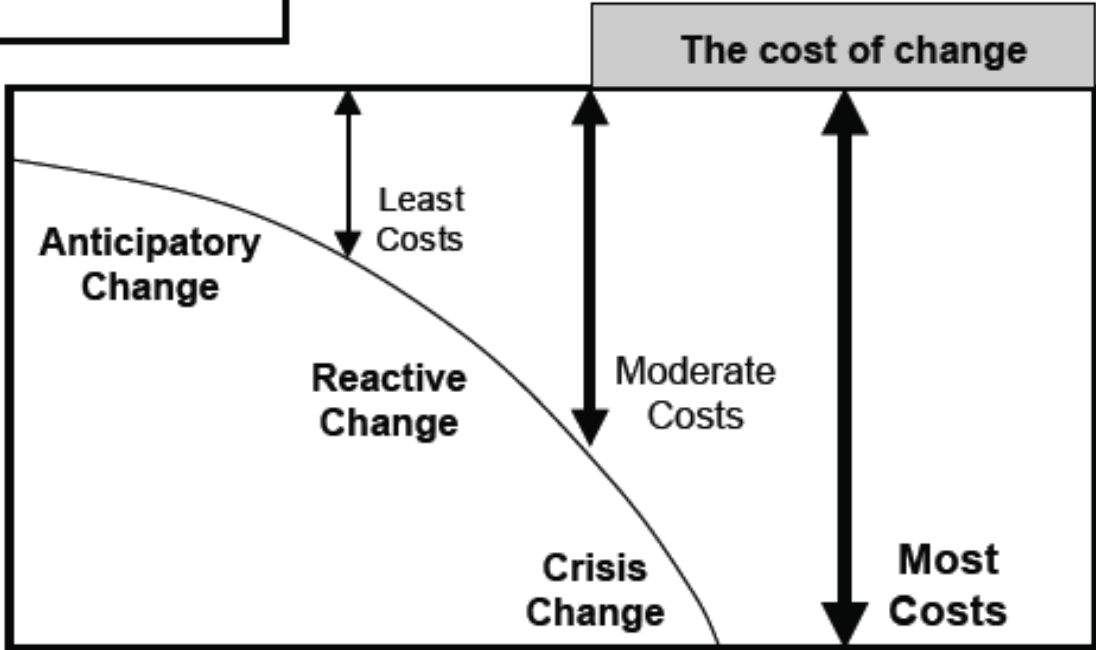 The cost of change
Least
Costs
Anticipatory
Change
Reactive
Change
Moderate
Costs
Crisis
Change
Most
Costs